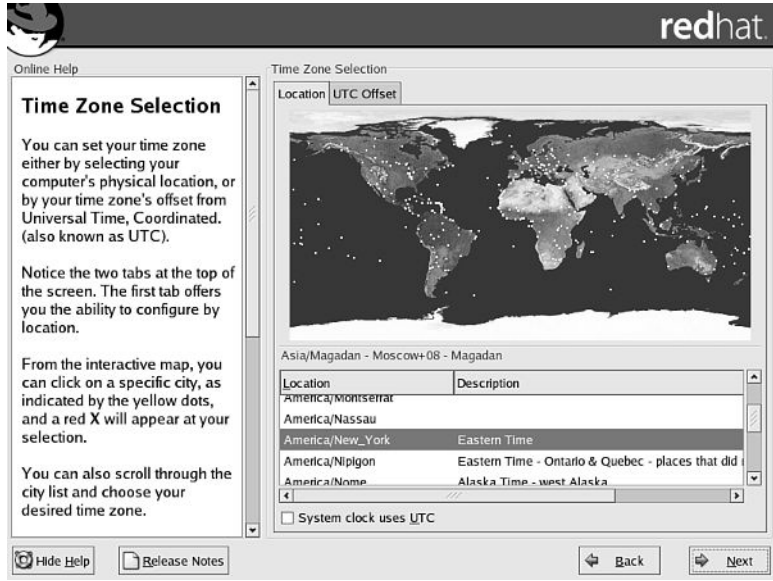 redhat.
Online Help
Time Zone Selection
You can set your time zone
either by selecting your
computer's physical location, or
by your time zone's offset from
Universal Time, Coordinated.
(also known as UTC).
Notice the two tabs at the top of
the screen. The first tab offers
you the ability to configure by
location.
From the interactive map, you
can click on a specific city, as
indicated by the yellow dots,
and a red X will appear at your
selection.
You can also scroll through the
city list and choose your
desired time zone.
Time Zone Selection
Location UTC Offset
Asia/Magadan - Moscow+08 - Magadan
Location Description
America/Montserrat
America/Nassau
America/New_York Eastern Time
America/Nipigon Eastern Time - Ontario & Quebec - places that did
America/Nome Alaska Time - west Alaska
System clock uses UTC
Hide Help Release Notes Back Next